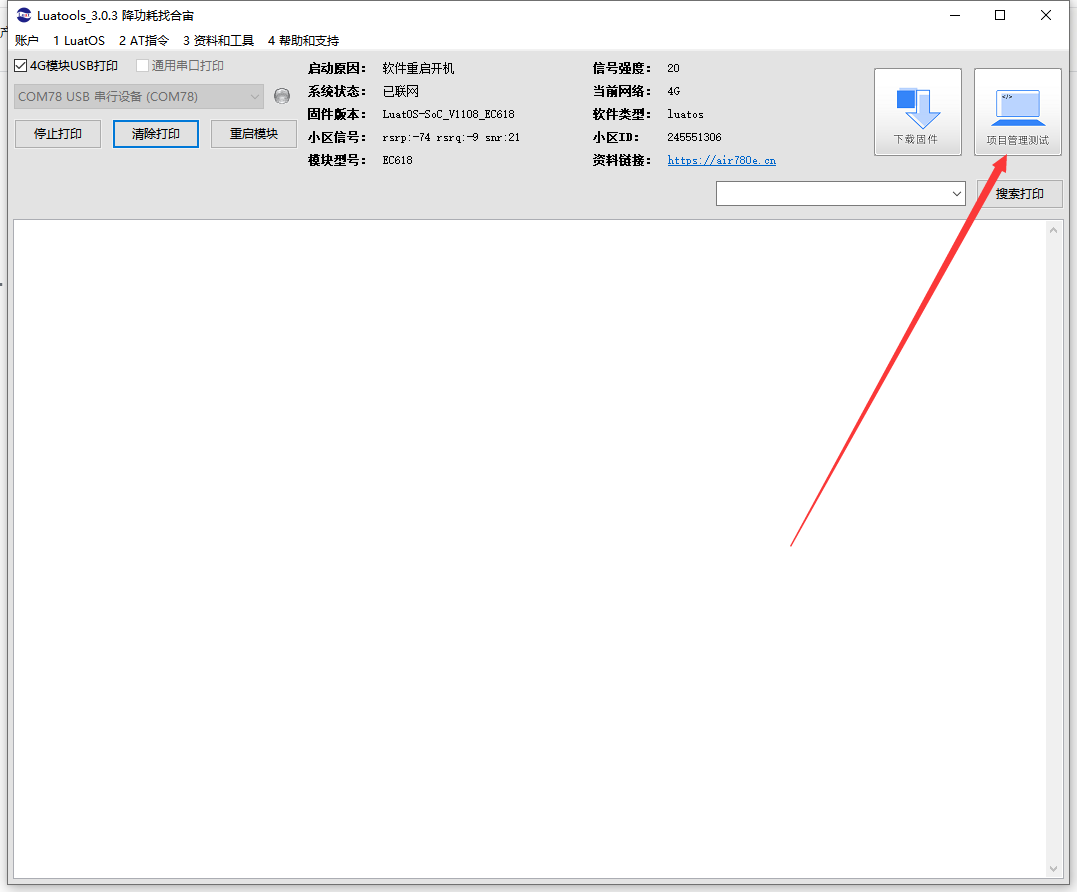 Luatools_3.0.3 降功耗找合宙
账户 1 LuatOS 2 AT指令 3 资料和工具 4 帮助和支持
4G模块USB打印 通用串口打印
COM78 USB 串行设备 (COM78)
停止打印 清除打印 重启模块
启动原因： 软件重启开机
系统状态： 已联网
固件版本： LuatOS-SoC_V1108_EC618
小区信号： rsrp:-74 rsrq:-9 snr:21
模块型号： EC618
信号强度： 20
当前网络： 4G
软件类型： luatos
小区ID： 245551306
资料链接： https://air780e.cn
下载固件
项目管理测试
搜索打印